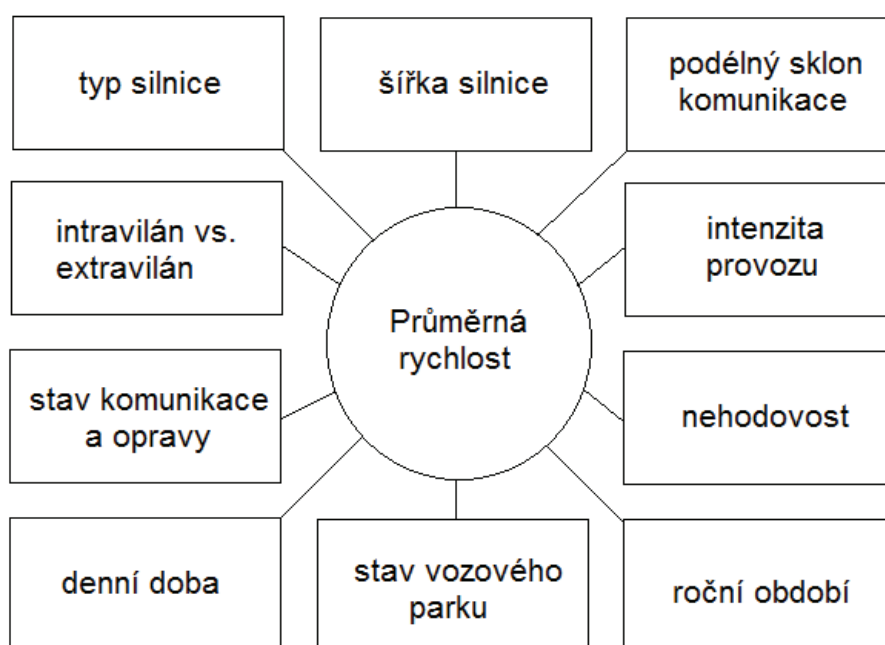 typ silnice
šířka silnice
podélný sklon
komunikace
intravilán vs.
extravilán
intenzita
provozu
Průměrná
rychlost
stav komunikace
a opravy
nehodovost
denní doba
stav vozového
parku
roční období